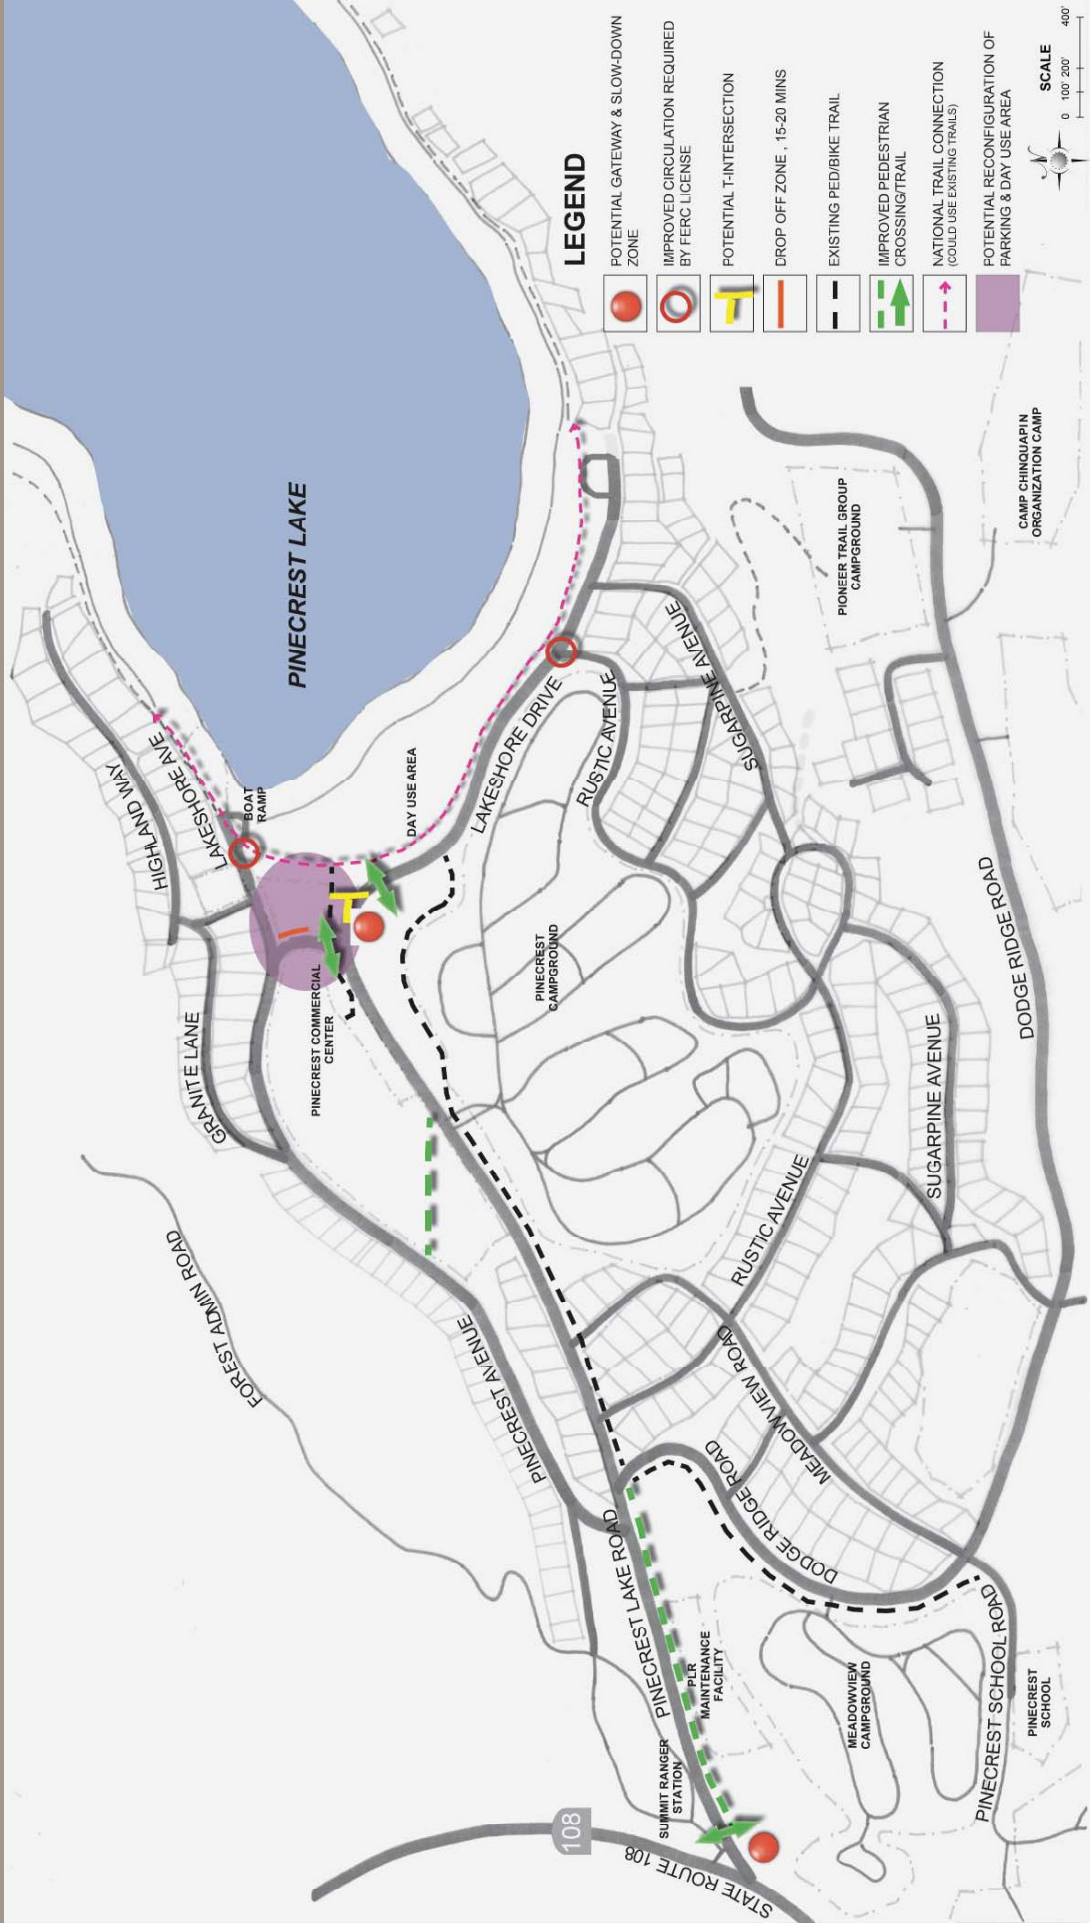 PINECREST LAKE
HIGHLAND WAY
LAKESHORE AVE
BOAT
RAMP
DAY USE AREA
LAKESHORE DRIVE
RUSTIC AVENUE
SUGARPINE AVENUE
SUGARPINE
PINECREST COMMERCIAL
CENTER
GRANITE LANE
PINECREST
CAMPGROUND
FOREST ADMIN ROAD
PINECREST AVENUE
PINECREST LAKE ROAD
RUSTIC AVENUE
SUGARPINE AVENUE
MEADOWVIEW ROAD
DODGE RIDGE ROAD
DODGE RIDGE ROAD
PIONEER TRAIL GROUP
CAMPGROUND
CAMP CHINQUAPIN
ORGANIZATION CAMP
PLR
MAINTENANCE
FACILITY
SUMMIT RANGER
STATION
MEADOWVIEW
CAMPGROUND
PINECREST SCHOOL ROAD
PINECREST
SCHOOL
108
STATE ROUTE 108
LEGEND
POTENTIAL GATEWAY & SLOW-DOWN
ZONE
IMPROVED CIRCULATION REQUIRED
BY FERC LICENSE
POTENTIAL T-INTERSECTION
DROP OFF ZONE , 15-20 MINS
EXISTING PED/BIKE TRAIL
IMPROVED PEDESTRIAN
CROSSING/TRAIL
NATIONAL TRAIL CONNECTION
(COULD USE EXISTING TRAILS)
POTENTIAL RECONFIGURATION OF
PARKING & DAY USE AREA
SCALE
0 100' 200' 400'